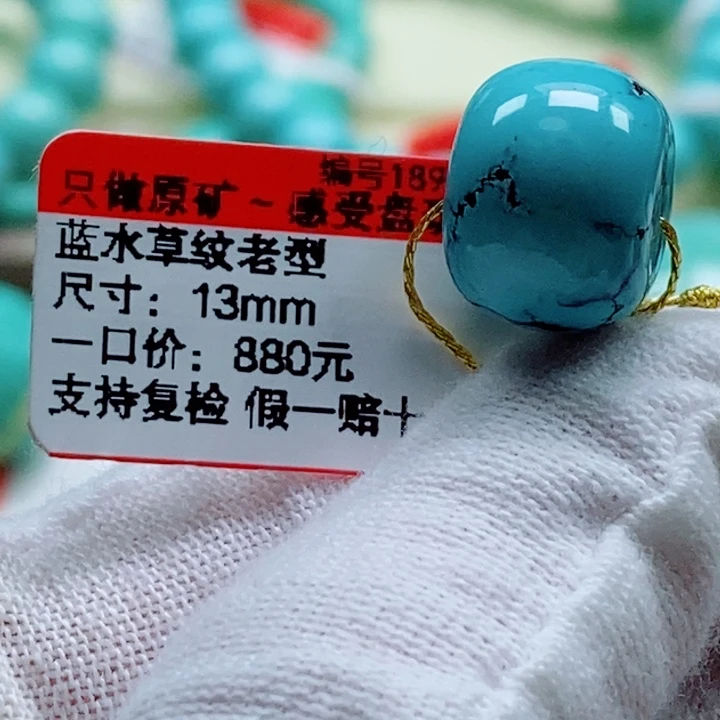 编号189
只做原矿~感受盘
蓝水草纹老型
尺寸：13mm
一口价：880元
支持复检 假一赔十